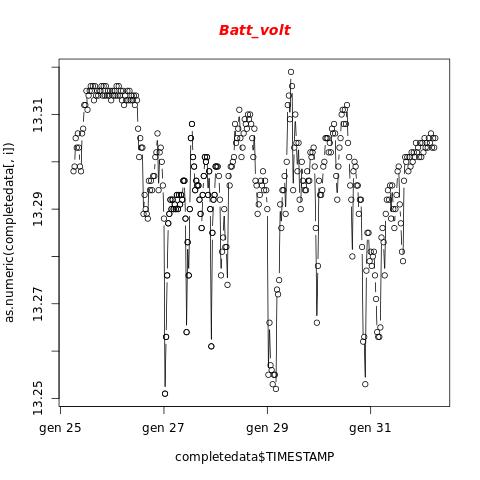 Batt_volt
as.numeric(completedata[, i])
13.31
13.29
13.27
13.25
gen 25
gen 27
gen 29
gen 31
completedata$TIMESTAMP